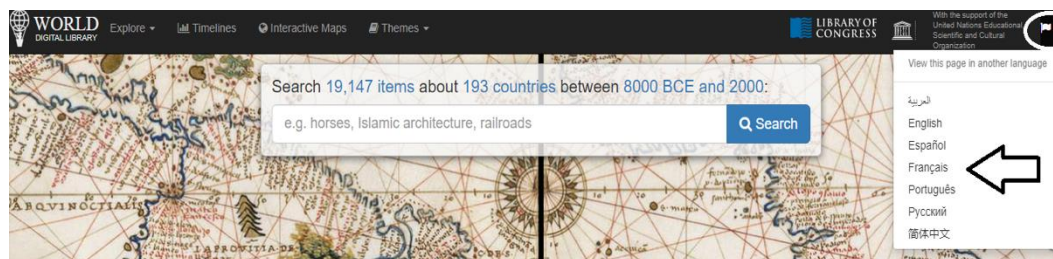 WORLD
DIGITAL LIBRARY
Explore
Timelines
Interactive Maps
Themes
LIBRARY OF
CONGRESS
With the support of the
United Nations Educational
Scientific and Cultural
Organization
View this page in another language
Search 19,147 items about 193 countries between 8000 BCE and 2000:
e.g. horses, Islamic architecture, railroads
Search
العربية
English
Español
Français
Português
Русский
简体中文